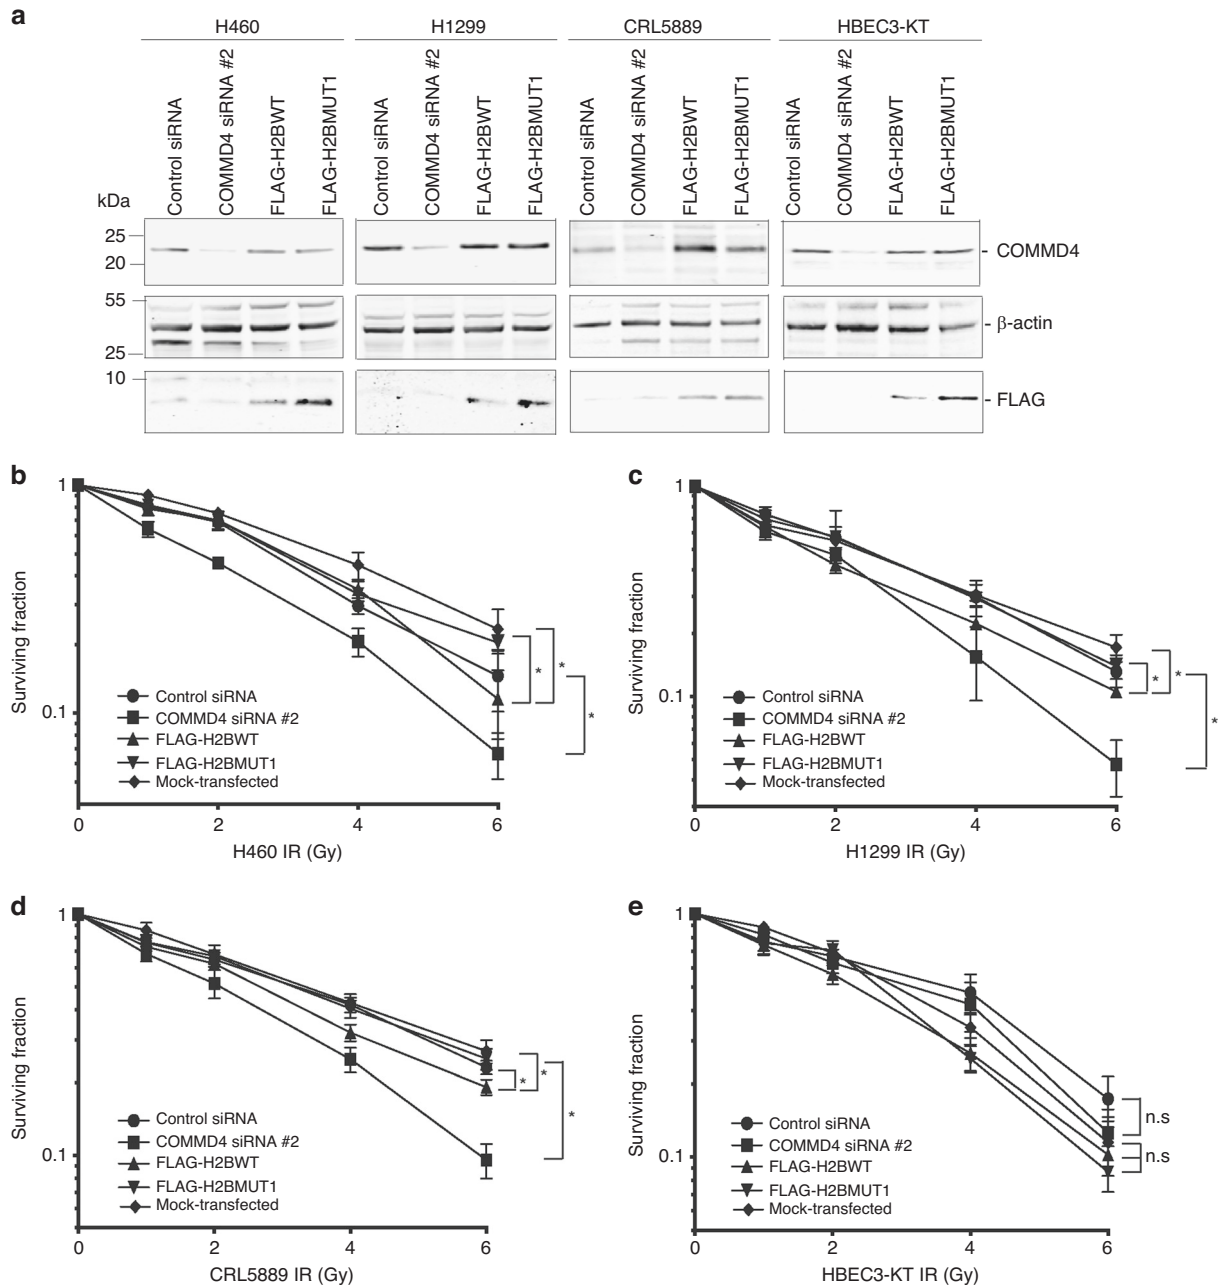 a
H460 H1299 CRL5889 HBEC3-KT
Control siRNA COMMD4 siRNA #2 FLAG-H2BWT FLAG-H2BMUT1 Control siRNA COMMD4 siRNA #2 FLAG-H2BWT FLAG-H2BMUT1 Control siRNA COMMD4 siRNA #2 FLAG-H2BWT FLAG-H2BMUT1 Control siRNA COMMD4 siRNA #2 FLAG-H2BWT FLAG-H2BMUT1
kDa
25
20
COMMD4
55
25
β-actin
10
FLAG
b
Surviving fraction
1
0.1
Control siRNA
COMMD4 siRNA #2
FLAG-H2BWT
FLAG-H2BMUT1
Mock-transfected
* * *
0 2 4 6
H460 IR (Gy)
c
Surviving fraction
1
0.1
Control siRNA
COMMD4 siRNA #2
FLAG-H2BWT
FLAG-H2BMUT1
Mock-transfected
* * *
0 2 4 6
H1299 IR (Gy)
d
Surviving fraction
1
0.1
Control siRNA
COMMD4 siRNA #2
FLAG-H2BWT
FLAG-H2BMUT1
Mock-transfected
* * *
0 2 4 6
CRL5889 IR (Gy)
e
Surviving fraction
1
0.1
Control siRNA
COMMD4 siRNA #2
FLAG-H2BWT
FLAG-H2BMUT1
Mock-transfected
n.s
n.s
0 2 4 6
HBEC3-KT IR (Gy)